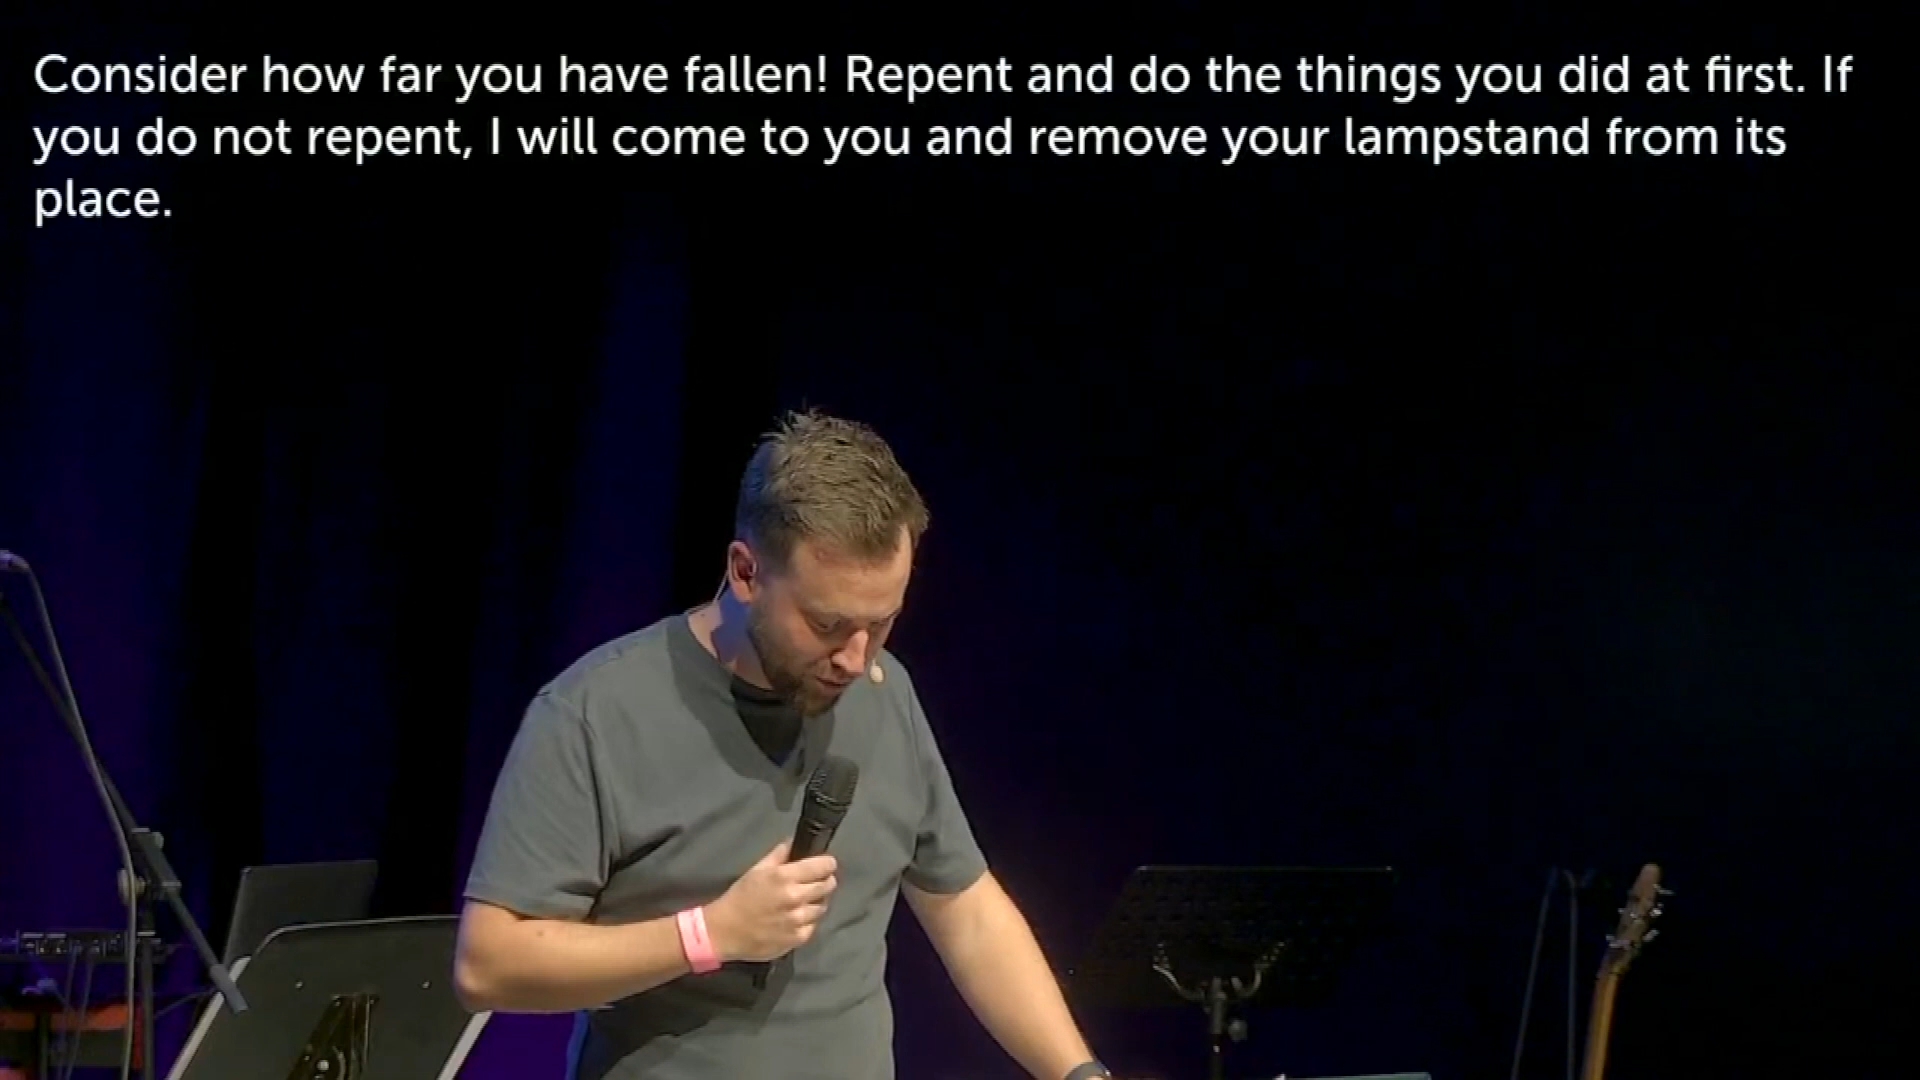 Consider how far you have fallen! Repent and do the things you did at first. If
you do not repent, I will come to you and remove your lampstand from its
place.